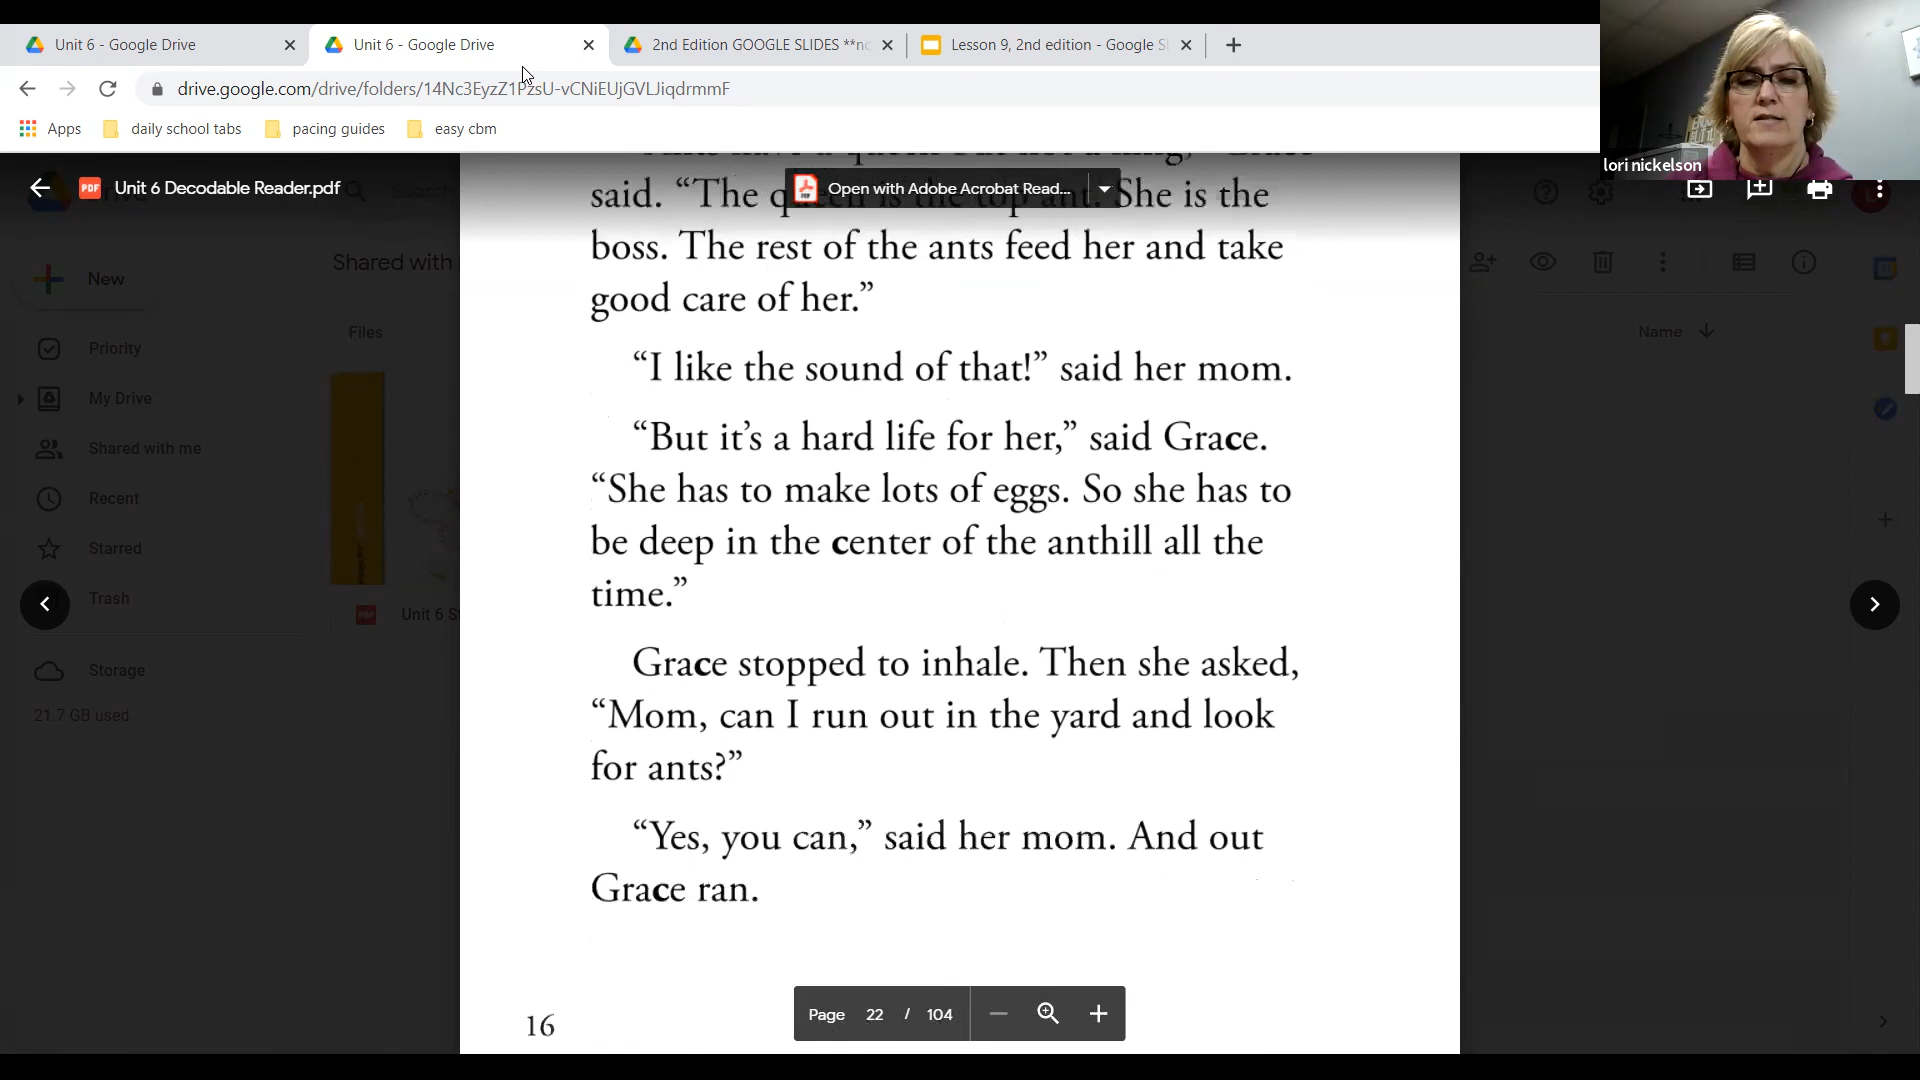 Unit 6 - Google Drive
Unit 6 - Google Drive
2nd Edition GOOGLE SLIDES **no
Lesson 9, 2nd edition - Google Sl
drive.google.com/drive/folders/14Nc3EyzZ1PzsU-vCNiEUjGVLJiqdrmmF
Apps
daily school tabs
pacing guides
easy cbm
lori nickelson
Unit 6 Decodable Reader.pdf
Open with Adobe Acrobat Read...
said. “The queen is the top ant. She is the
boss. The rest of the ants feed her and take
good care of her.”
“I like the sound of that!” said her mom.
“But it’s a hard life for her,” said Grace.
“She has to make lots of eggs. So she has to
be deep in the center of the anthill all the
time.”
Grace stopped to inhale. Then she asked,
“Mom, can I run out in the yard and look
for ants?”
“Yes, you can,” said her mom. And out
Grace ran.
16
Page 22 / 104
New
Priority
My Drive
Shared with me
Recent
Starred
Trash
Storage
21.7 GB used
Shared with
Files
Unit 6 S
Name